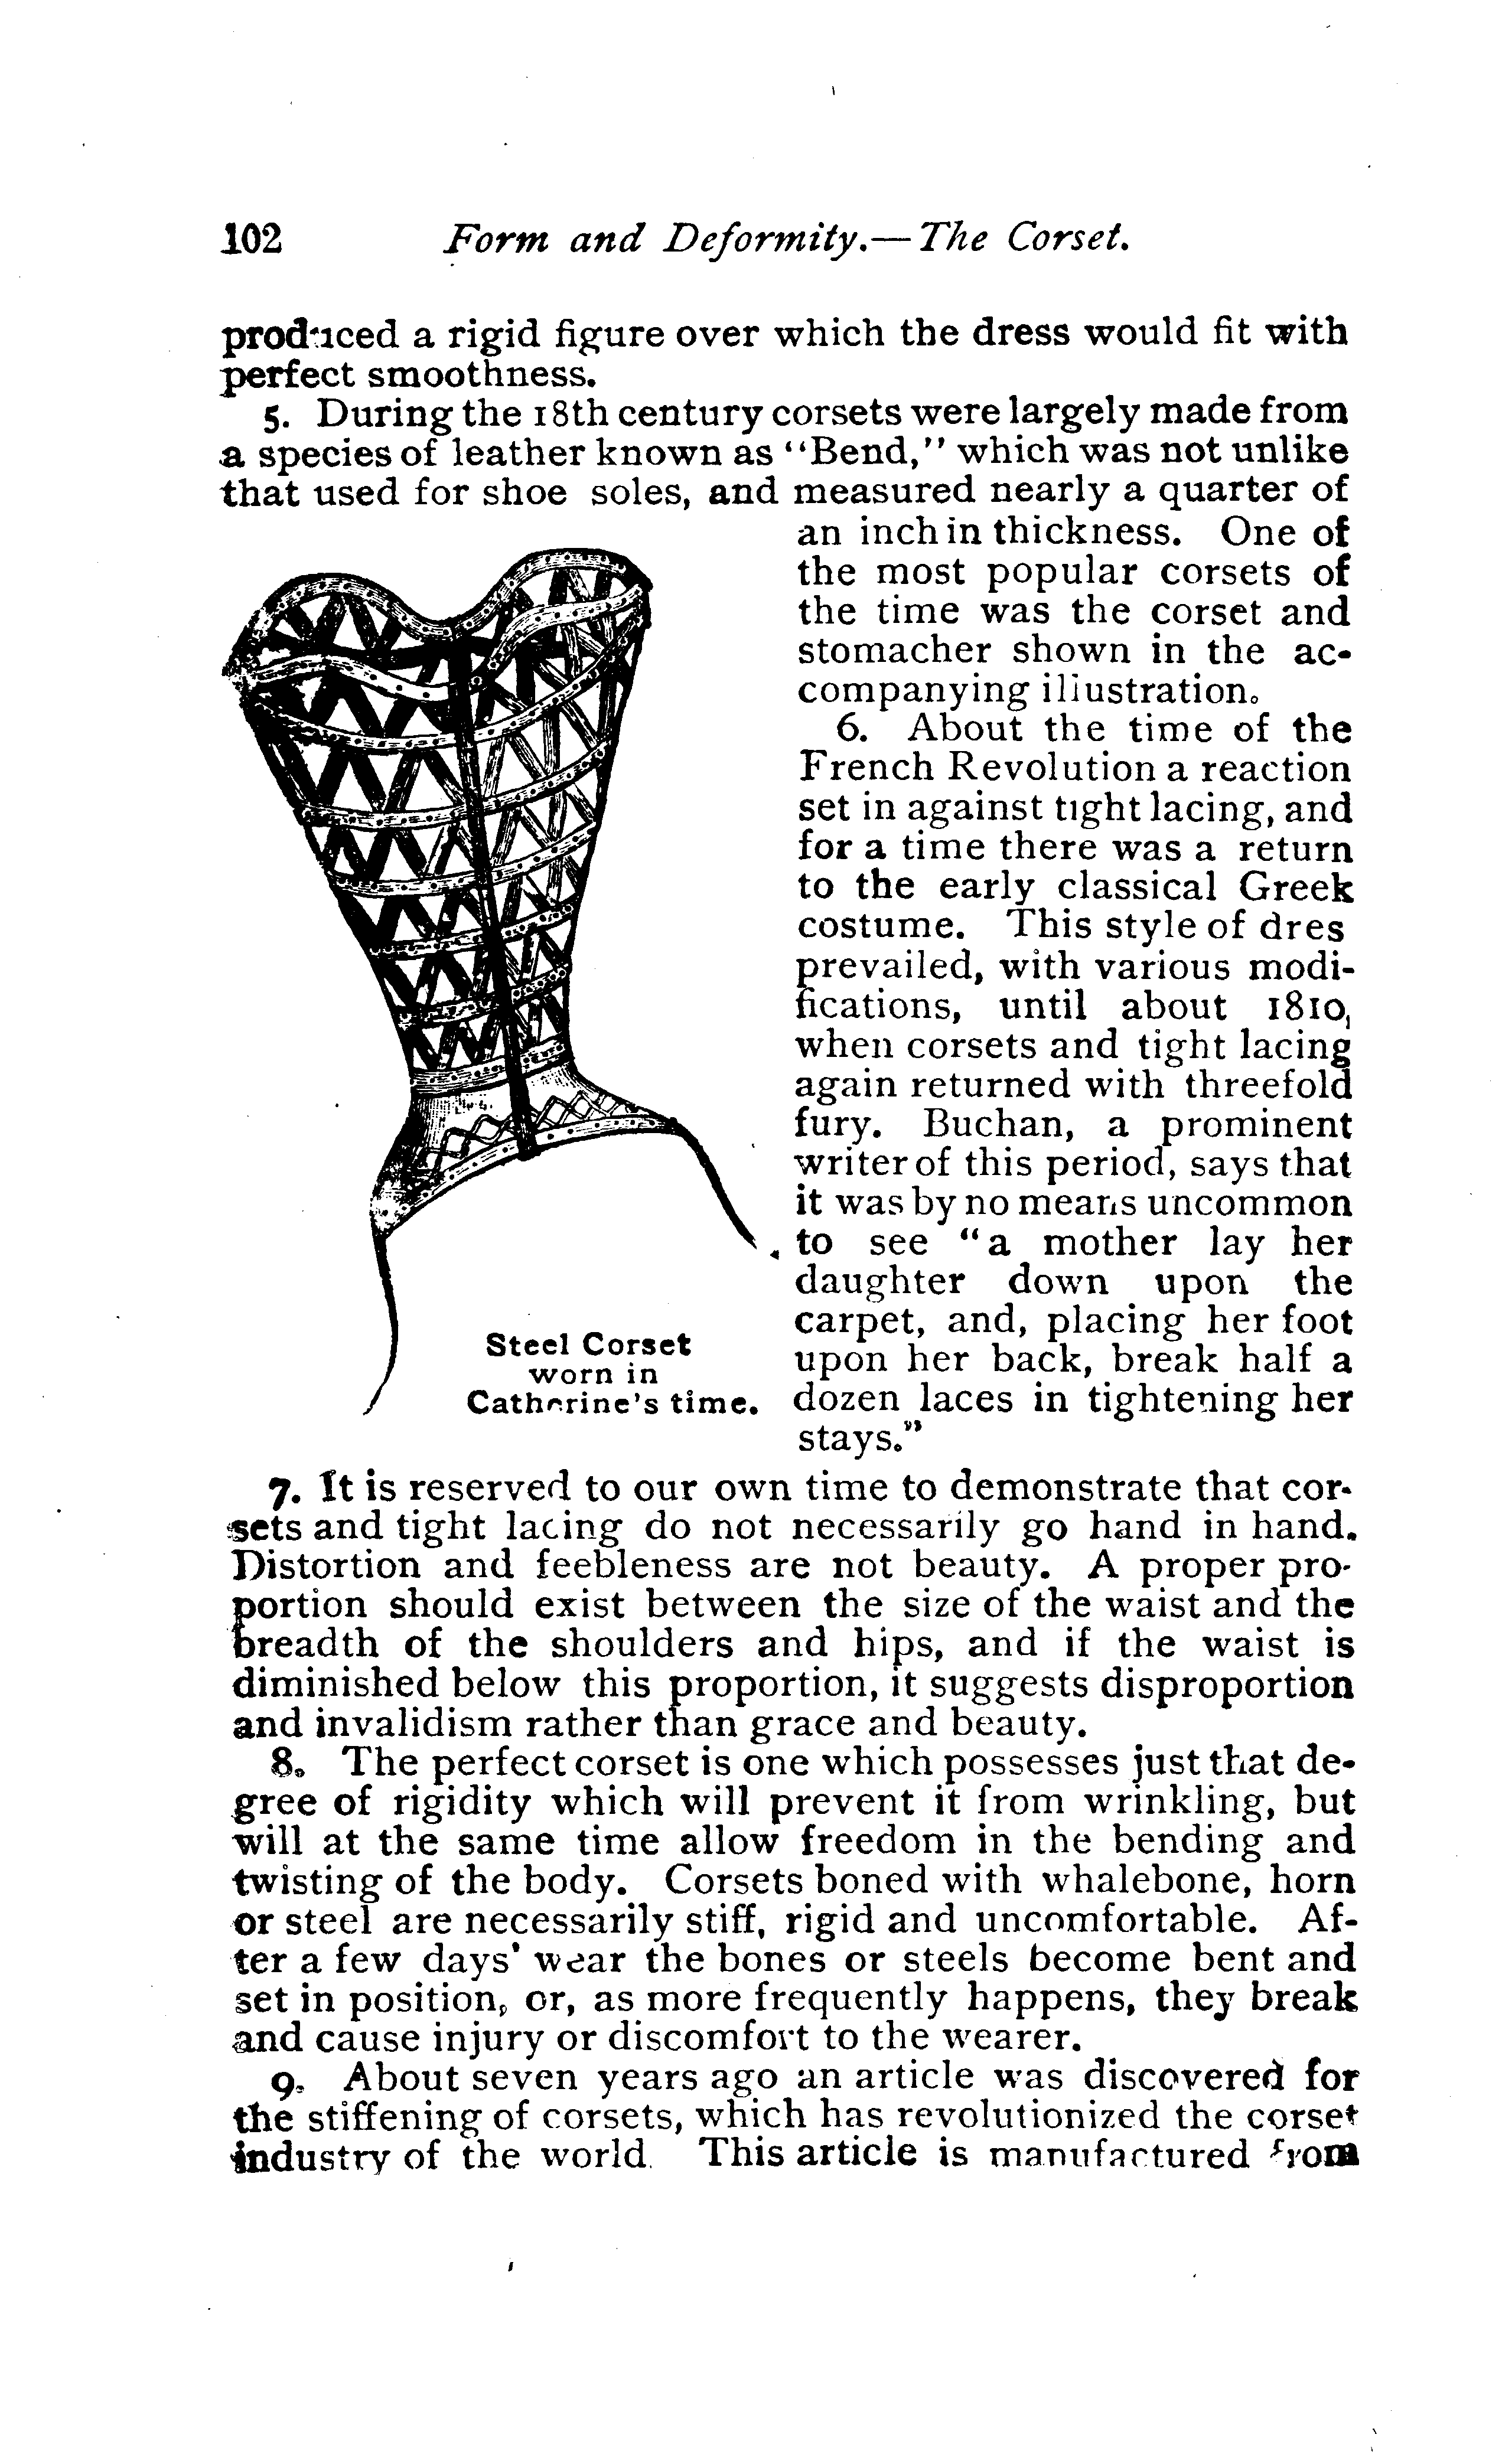 102 Form and Deformity.—The Corset.
produced a rigid figure over which the dress would fit with
perfect smoothness.
5. During the 18th century corsets were largely made from
a species of leather known as "Bend," which was not unlike
that used for shoe soles, and measured nearly a quarter of
an inch in thickness. One of
the most popular corsets of
the time was the corset and
stomacher shown in the ac-
companying illustration.
6. About the time of the
French Revolution a reaction
set in against tight lacing, and
for a time there was a return
to the early classical Greek
costume. This style of dres
prevailed, with various modi-
fications, until about 1810,
when corsets and tight lacing
again returned with threefold
fury. Buchan, a prominent
writer of this period, says that
it was by no means uncommon
to see "a mother lay her
daughter down upon the
carpet, and, placing her foot
upon her back, break half a
dozen laces in tightening her
stays."
Steel Corset
worn in
Catherine's time.
7. It is reserved to our own time to demonstrate that cor-
sets and tight lacing do not necessarily go hand in hand.
Distortion and feebleness are not beauty. A proper pro-
portion should exist between the size of the waist and the
breadth of the shoulders and hips, and if the waist is
diminished below this proportion, it suggests disproportion
and invalidism rather than grace and beauty.
8. The perfect corset is one which possesses just that de-
gree of rigidity which will prevent it from wrinkling, but
will at the same time allow freedom in the bending and
twisting of the body. Corsets boned with whalebone, horn
or steel are necessarily stiff, rigid and uncomfortable. Af-
ter a few days' wear the bones or steels become bent and
set in position, or, as more frequently happens, they break
and cause injury or discomfort to the wearer.
9. About seven years ago an article was discovered for
the stiffening of corsets, which has revolutionized the corset
industry of the world. This article is manufactured from